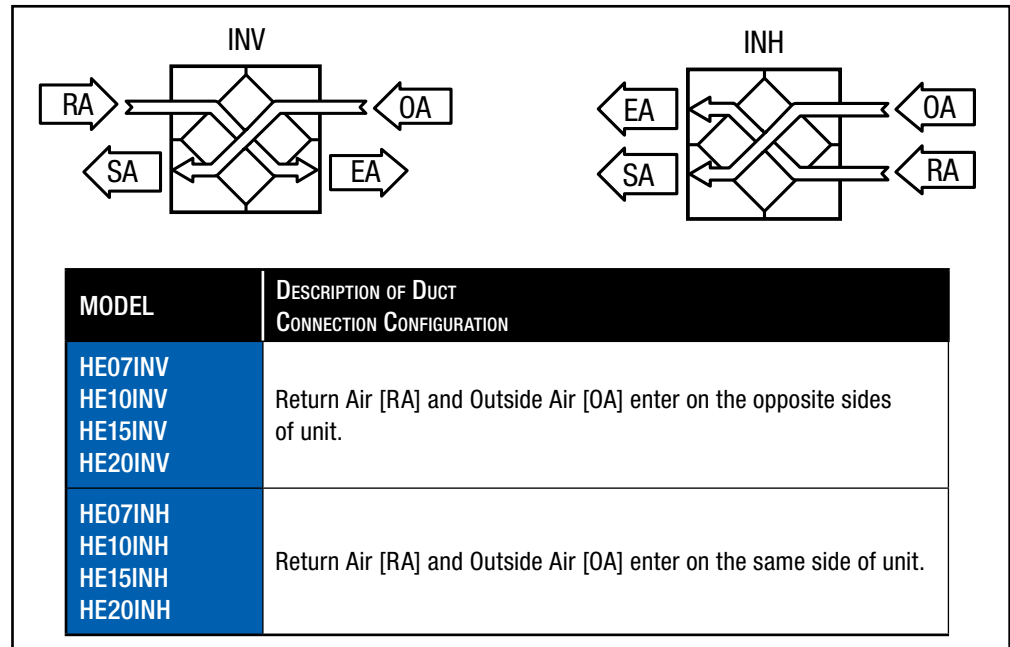 INV
INH
RA
OA
SA
EA
EA
OA
SA
RA
MODEL
DESCRIPTION OF DUCT
CONNECTION CONFIGURATION
HE07INV
HE10INV
HE15INV
HE20INV
Return Air [RA] and Outside Air [OA] enter on the opposite sides
of unit.
HE07INH
HE10INH
HE15INH
HE20INH
Return Air [RA] and Outside Air [OA] enter on the same side of unit.